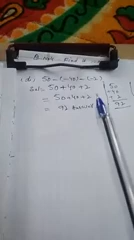 (b) 50 - (-40) - (-2)
Sol = 50 + 40 + 2
= 50 + 40 + 2
= 92 Answer
50
+ 40
+ 2
92